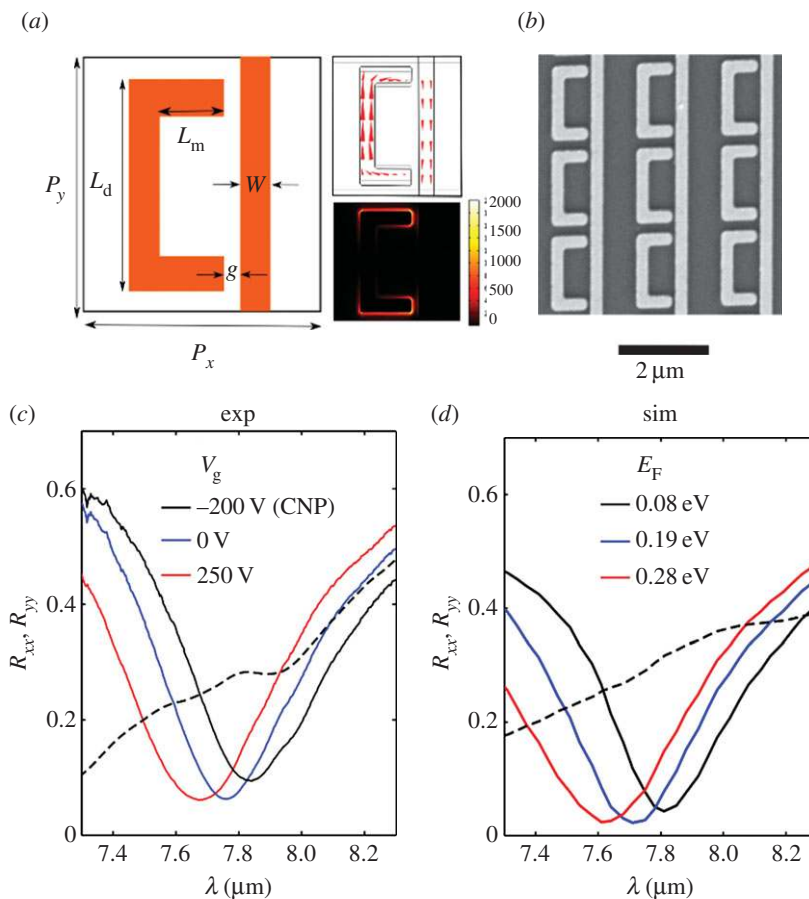 (a)
L_m
P_y
L_d
W
g
P_x
2000
1500
1000
500
0
(b)
2 μm
(c)
exp
V_g
–200 V (CNP)
0 V
250 V
R_xx, R_yy
0.6
0.4
0.2
0
7.4 7.6 7.8 8.0 8.2
λ (μm)
(d)
sim
E_F
0.08 eV
0.19 eV
0.28 eV
R_xx, R_yy
0.6
0.4
0.2
0
7.4 7.6 7.8 8.0 8.2
λ (μm)